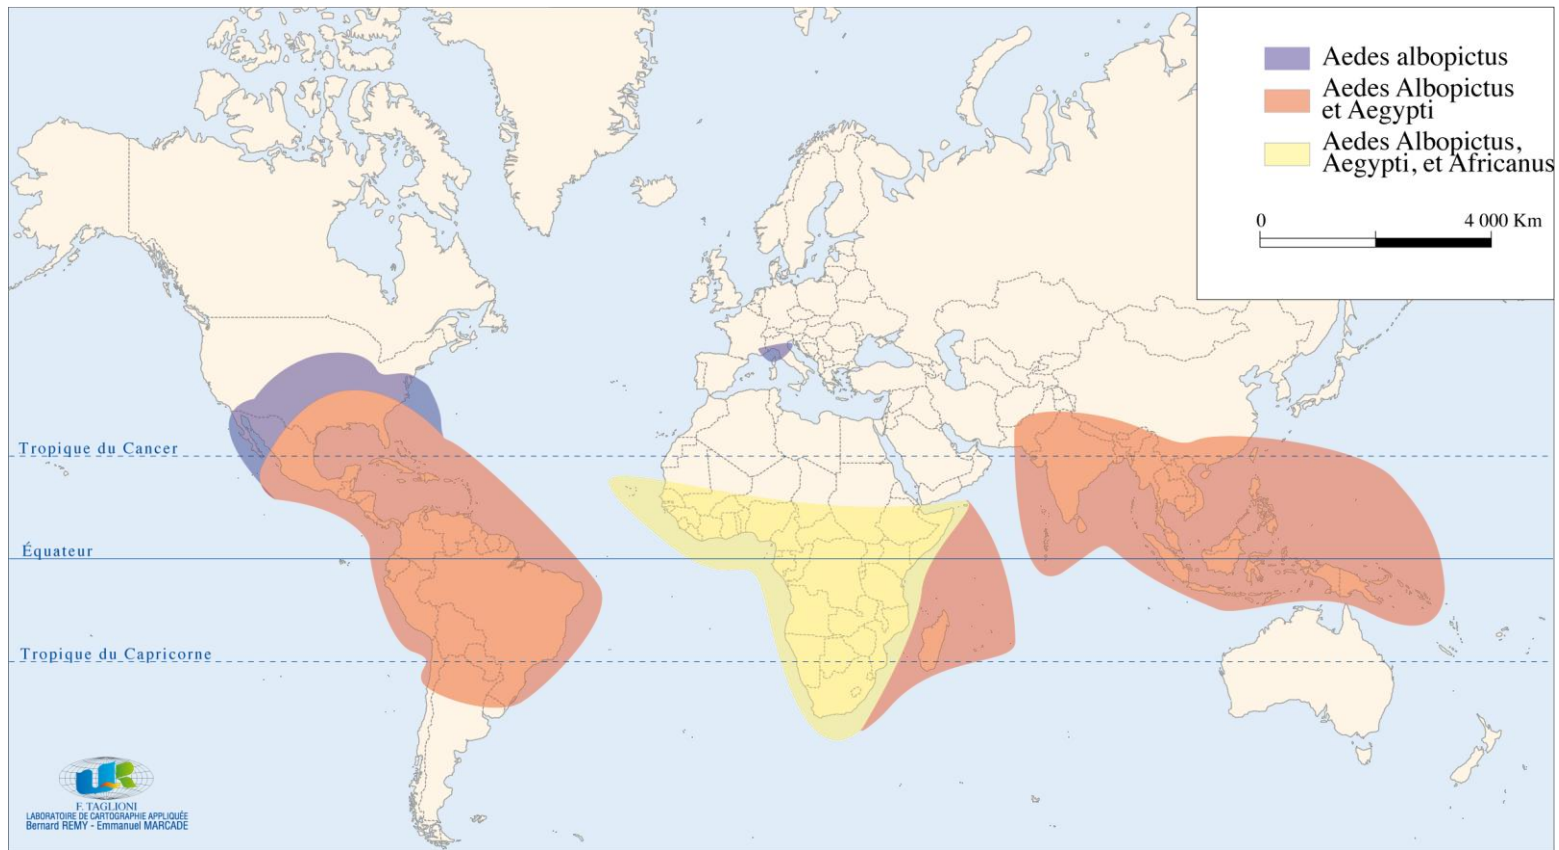 Aedes albopictus
Aedes Albopictus
et Aegypti
Aedes Albopictus,
Aegypti, et Africanus
0 4 000 Km
Tropique du Cancer
Équateur
Tropique du Capricorne
UR
F. TAGLIONI
LABORATOIRE DE CARTOGRAPHIE APPLIQUÉE
Bernard REMY - Emmanuel MARCADE